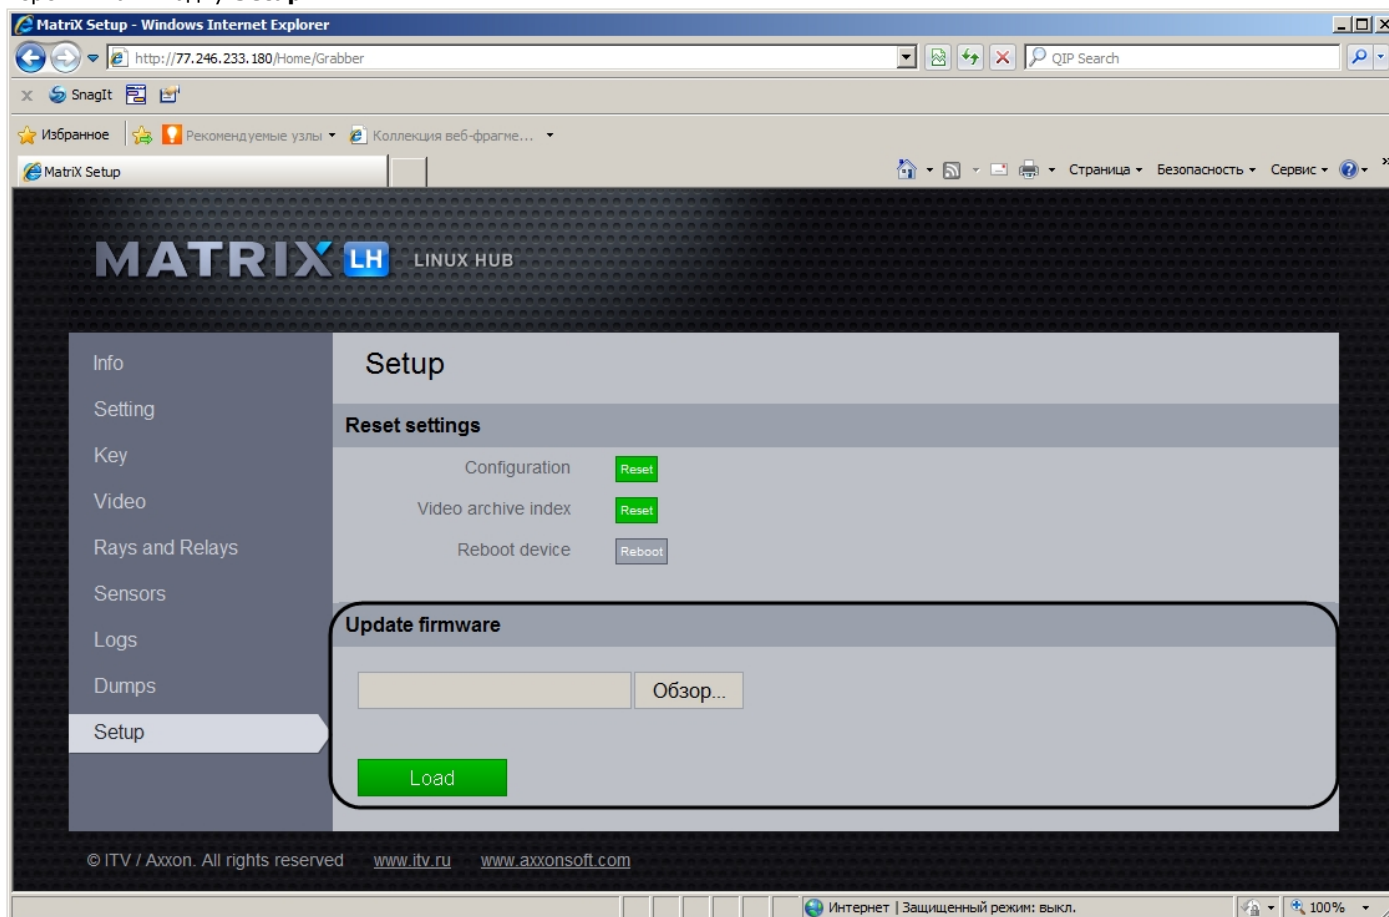 Setup
MatriX Setup - Windows Internet Explorer
http://77.246.233.180/Home/Grabber
QIP Search
x SnagIt
Избранное Рекомендуемые узлы Коллекция веб-фрагме...
MatriX Setup Страница Безопасность Сервис
MATRIX LH LINUX HUB
Info
Setting
Key
Video
Rays and Relays
Sensors
Logs
Dumps
Setup
Setup
Reset settings
Configuration Reset
Video archive index Reset
Reboot device Reboot
Update firmware
Обзор...
Load
© ITV / Axxon. All rights reserved www.itv.ru www.axxonsoft.com
Интернет | Защищенный режим: выкл. 100%